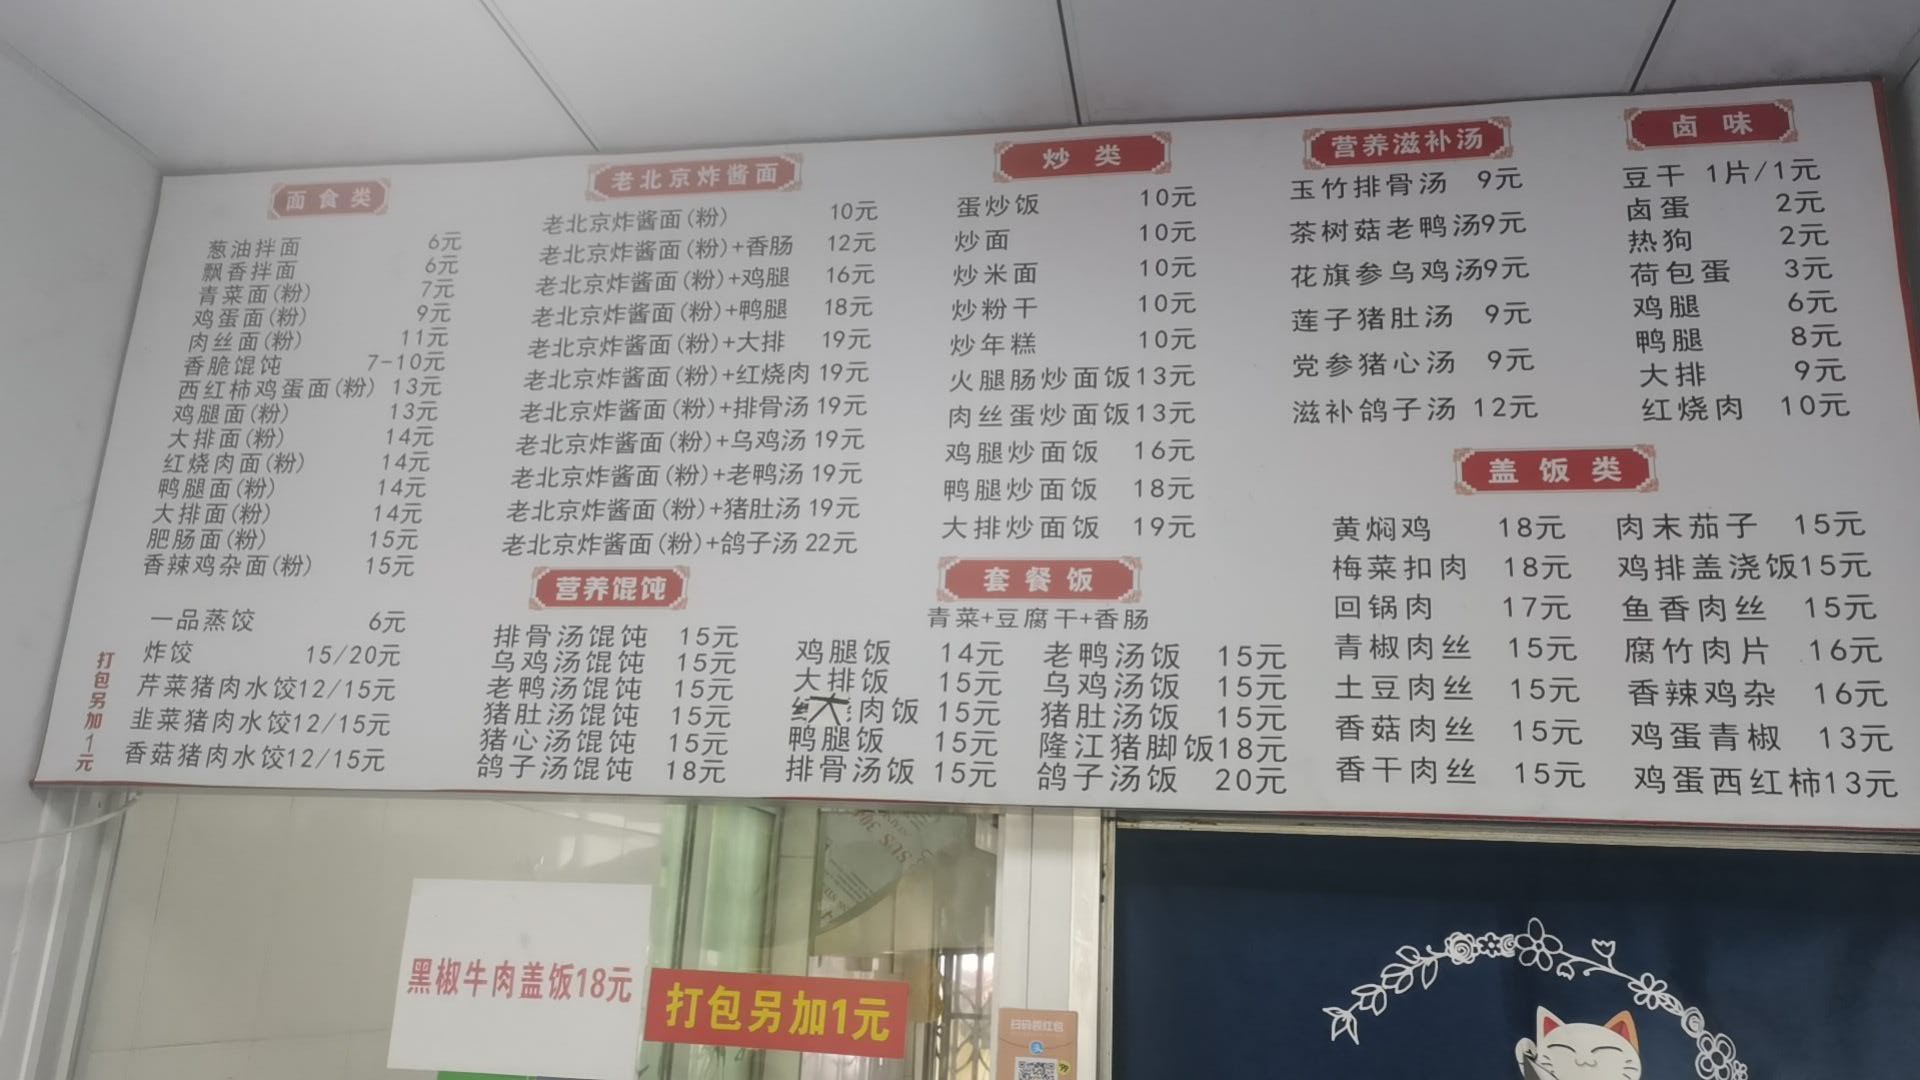 面食类
葱油拌面 6元
飘香拌面 6元
青菜面(粉) 7元
鸡蛋面(粉) 9元
肉丝面(粉) 11元
香脆馄饨 7-10元
西红柿鸡蛋面(粉) 13元
鸡腿面(粉) 13元
大排面(粉) 14元
红烧肉面(粉) 14元
鸭腿面(粉) 14元
大排面(粉) 14元
肥肠面(粉) 15元
香辣鸡杂面(粉) 15元
一品蒸饺 6元
炸饺 15/20元
芹菜猪肉水饺12/15元
韭菜猪肉水饺12/15元
香菇猪肉水饺12/15元
打包另加1元
老北京炸酱面
老北京炸酱面(粉) 10元
老北京炸酱面(粉)+香肠 12元
老北京炸酱面(粉)+鸡腿 16元
老北京炸酱面(粉)+鸭腿 18元
老北京炸酱面(粉)+大排 19元
老北京炸酱面(粉)+红烧肉 19元
老北京炸酱面(粉)+排骨汤 19元
老北京炸酱面(粉)+乌鸡汤 19元
老北京炸酱面(粉)+老鸭汤 19元
老北京炸酱面(粉)+猪肚汤 19元
老北京炸酱面(粉)+鸽子汤 22元
营养馄饨
排骨汤馄饨 15元
乌鸡汤馄饨 15元
老鸭汤馄饨 15元
猪肚汤馄饨 15元
猪心汤馄饨 15元
鸽子汤馄饨 18元
炒类
蛋炒饭 10元
炒面 10元
炒米面 10元
炒粉干 10元
炒年糕 10元
火腿肠炒面饭13元
肉丝蛋炒面饭13元
鸡腿炒面饭 16元
鸭腿炒面饭 18元
大排炒面饭 19元
套餐饭
青菜+豆腐干+香肠
鸡腿饭 14元
大排饭 15元
大肉饭 15元
鸭腿饭 15元
排骨汤饭 15元
老鸭汤饭 15元
乌鸡汤饭 15元
猪肚汤饭 15元
隆江猪脚饭18元
鸽子汤饭 20元
营养滋补汤
玉竹排骨汤 9元
茶树菇老鸭汤9元
花旗参乌鸡汤9元
莲子猪肚汤 9元
党参猪心汤 9元
滋补鸽子汤 12元
卤味
豆干 1片/1元
卤蛋 2元
热狗 2元
荷包蛋 3元
鸡腿 6元
鸭腿 8元
大排 9元
红烧肉 10元
盖饭类
黄焖鸡 18元
梅菜扣肉 18元
回锅肉 17元
青椒肉丝 15元
土豆肉丝 15元
香菇肉丝 15元
香干肉丝 15元
肉末茄子 15元
鸡排盖浇饭15元
鱼香肉丝 15元
腐竹肉片 16元
香辣鸡杂 16元
鸡蛋青椒 13元
鸡蛋西红柿13元
黑椒牛肉盖饭18元
打包另加1元
扫码领红包